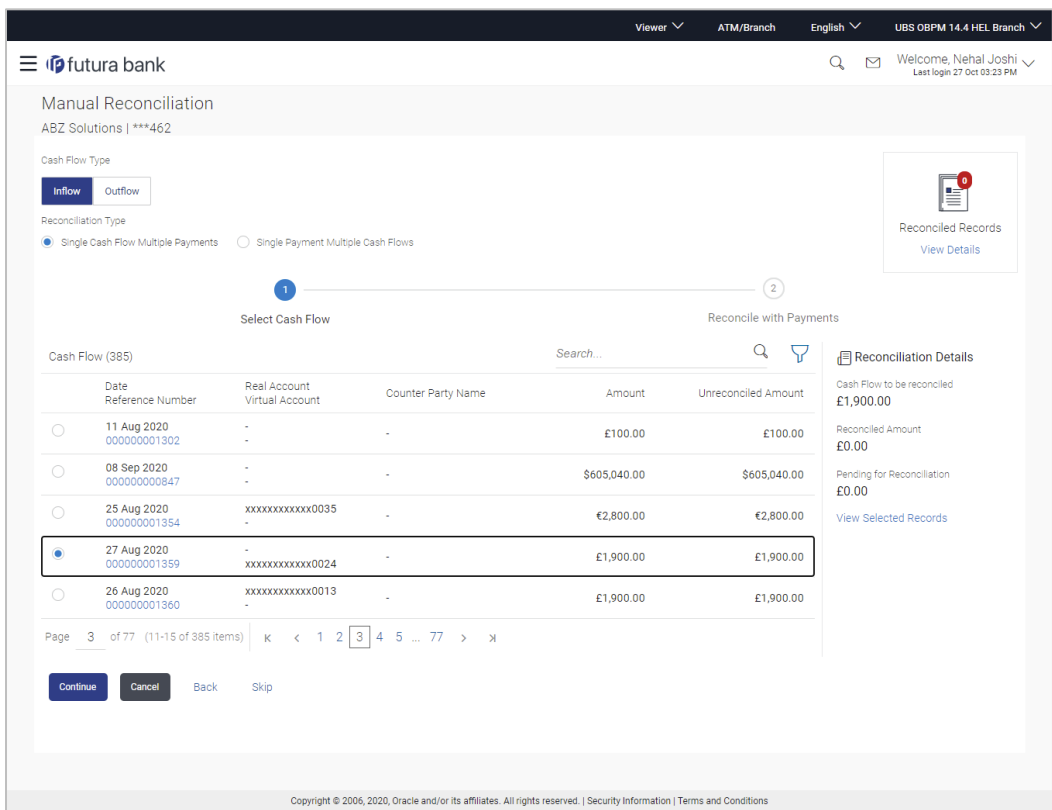 Viewer ATM/Branch English UBS OBPM 14.4 HEL Branch
futura bank
Welcome, Nehal Joshi
Last login 27 Oct 03:23 PM
Manual Reconciliation
ABZ Solutions | ***462
Cash Flow Type
Inflow Outflow
Reconciliation Type
Single Cash Flow Multiple Payments Single Payment Multiple Cash Flows
0
Reconciled Records
View Details
1 2
Select Cash Flow Reconcile with Payments
Cash Flow (385) Search...
Date Real Account Counter Party Name Amount Unreconciled Amount
Reference Number Virtual Account
11 Aug 2020 - - £100.00 £100.00
000000001302 -
08 Sep 2020 - - $605,040.00 $605,040.00
000000000847 -
25 Aug 2020 xxxxxxxxxxxx0035 - €2,800.00 €2,800.00
000000001354 -
27 Aug 2020 - - £1,900.00 £1,900.00
000000001359 xxxxxxxxxxxx0024
26 Aug 2020 xxxxxxxxxxxx0013 - £1,900.00 £1,900.00
000000001360 -
Page 3 of 77 (11-15 of 385 items) 1 2 3 4 5 ... 77
Reconciliation Details
Cash Flow to be reconciled
£1,900.00
Reconciled Amount
£0.00
Pending for Reconciliation
£0.00
View Selected Records
Continue Cancel Back Skip
Copyright © 2006, 2020, Oracle and/or its affiliates. All rights reserved. | Security Information | Terms and Conditions